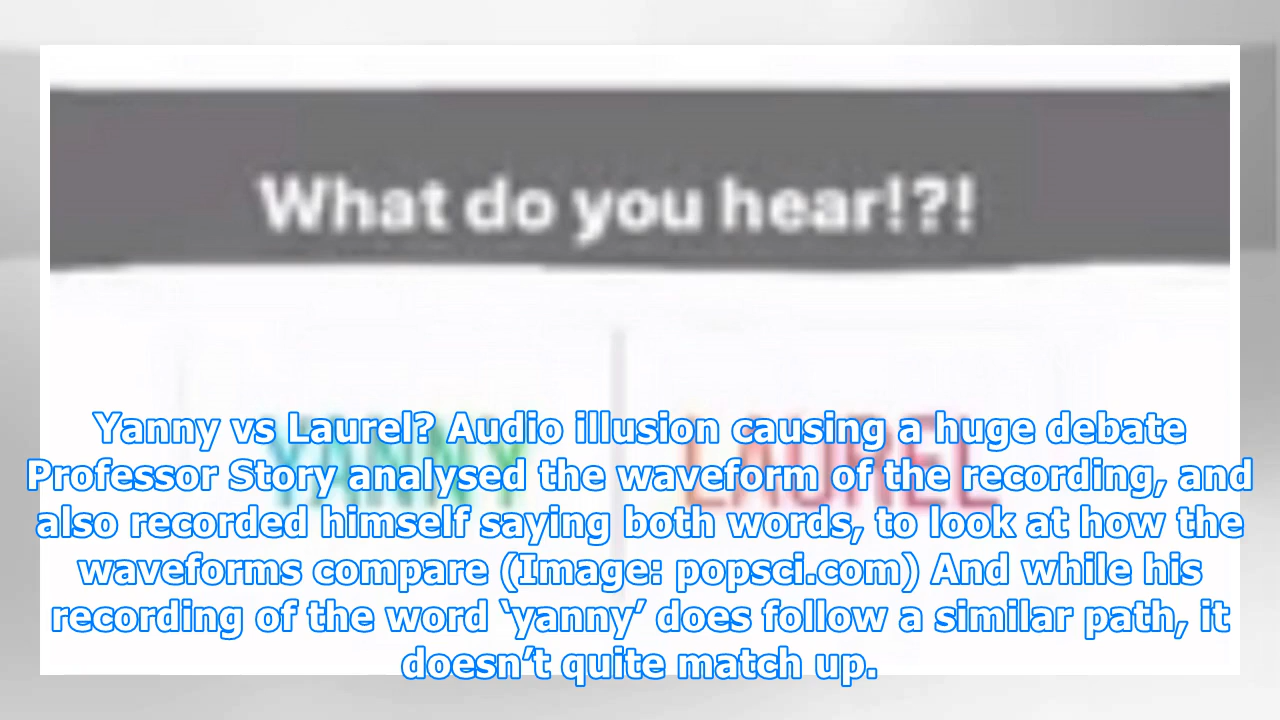 What do you hear!?!
YANNY LAUREL
Yanny vs Laurel? Audio illusion causing a huge debate
Professor Story analysed the waveform of the recording, and
also recorded himself saying both words, to look at how the
waveforms compare (Image: popsci.com) And while his
recording of the word ‘yanny’ does follow a similar path, it
doesn’t quite match up.